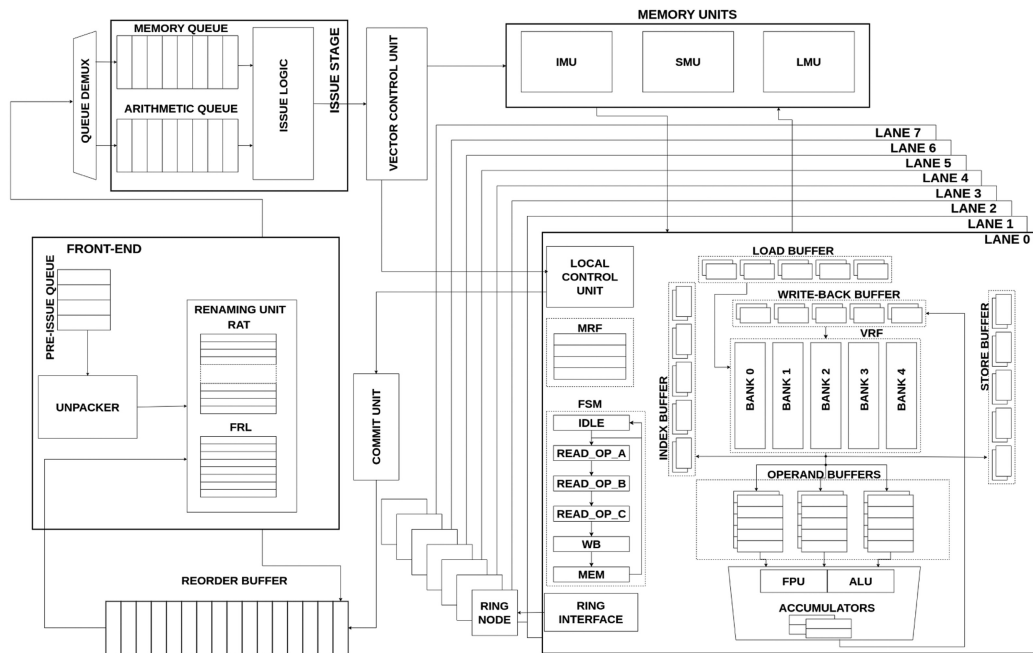 MEMORY UNITS
MEMORY QUEUE
IMU
SMU
LMU
QUEUE DEMUX
ARITHMETIC QUEUE
ISSUE LOGIC
ISSUE STAGE
VECTOR CONTROL UNIT
LANE 7
LANE 6
LANE 5
LANE 4
LANE 3
LANE 2
LANE 1
LANE 0
FRONT-END
PRE-ISSUE QUEUE
RENAMING UNIT
RAT
UNPACKER
FRL
COMMIT UNIT
REORDER BUFFER
LOCAL
CONTROL
UNIT
MRF
FSM
IDLE
READ_OP_A
READ_OP_B
READ_OP_C
WB
MEM
RING
NODE
RING
INTERFACE
LOAD BUFFER
WRITE-BACK BUFFER
VRF
INDEX BUFFER
BANK 0
BANK 1
BANK 2
BANK 3
BANK 4
STORE BUFFER
OPERAND BUFFERS
FPU
ALU
ACCUMULATORS